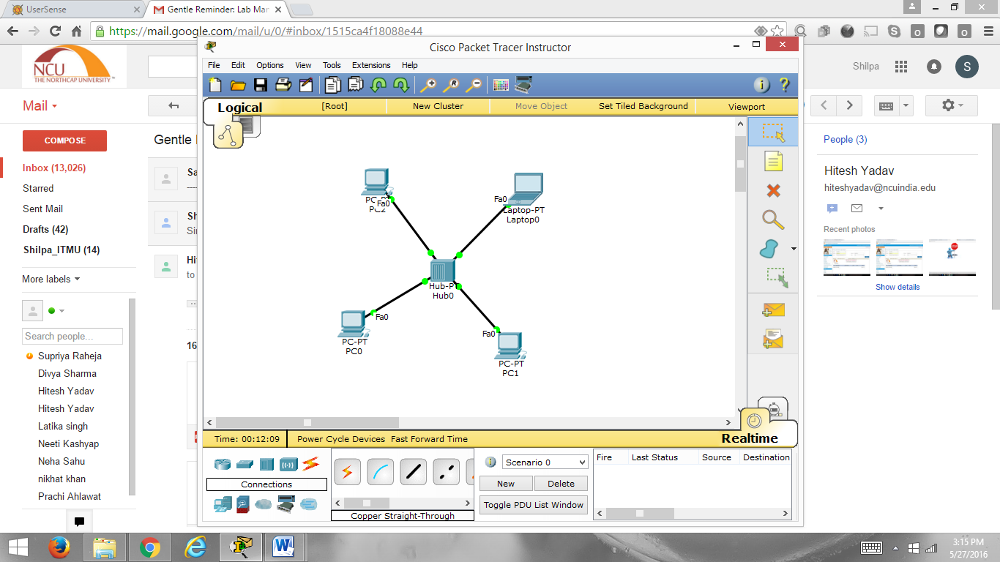 UserSense
Gentle Reminder: Lab Mar
https://mail.google.com/mail/u/0/#inbox/1515ca4f18088e44
NCU
THE NORTHCAP UNIVERSITY
Shilpa
S
Mail
COMPOSE
Inbox (13,026)
Starred
Sent Mail
Drafts (42)
Shilpa_ITMU (14)
More labels
Search people...
Supriya Raheja
Divya Sharma
Hitesh Yadav
Hitesh Yadav
Latika singh
Neeti Kashyap
Neha Sahu
nikhat khan
Prachi Ahlawat
Gentle
Sa
Sh
Sir
Hi
to
16
Cisco Packet Tracer Instructor
File Edit Options View Tools Extensions Help
Logical
[Root]
New Cluster
Move Object
Set Tiled Background
Viewport
Fa0
PC2
Fa0
Laptop-PT
Laptop0
Hub-P
Hub0
Fa0
PC-PT
PC0
Fa0
PC-PT
PC1
Time: 00:12:09
Power Cycle Devices Fast Forward Time
Realtime
Connections
Copper Straight-Through
Scenario 0
New
Delete
Toggle PDU List Window
Fire Last Status Source Destination
People (3)
Hitesh Yadav
hiteshyadav@ncuindia.edu
Recent photos
Show details
3:15 PM
5/27/2016